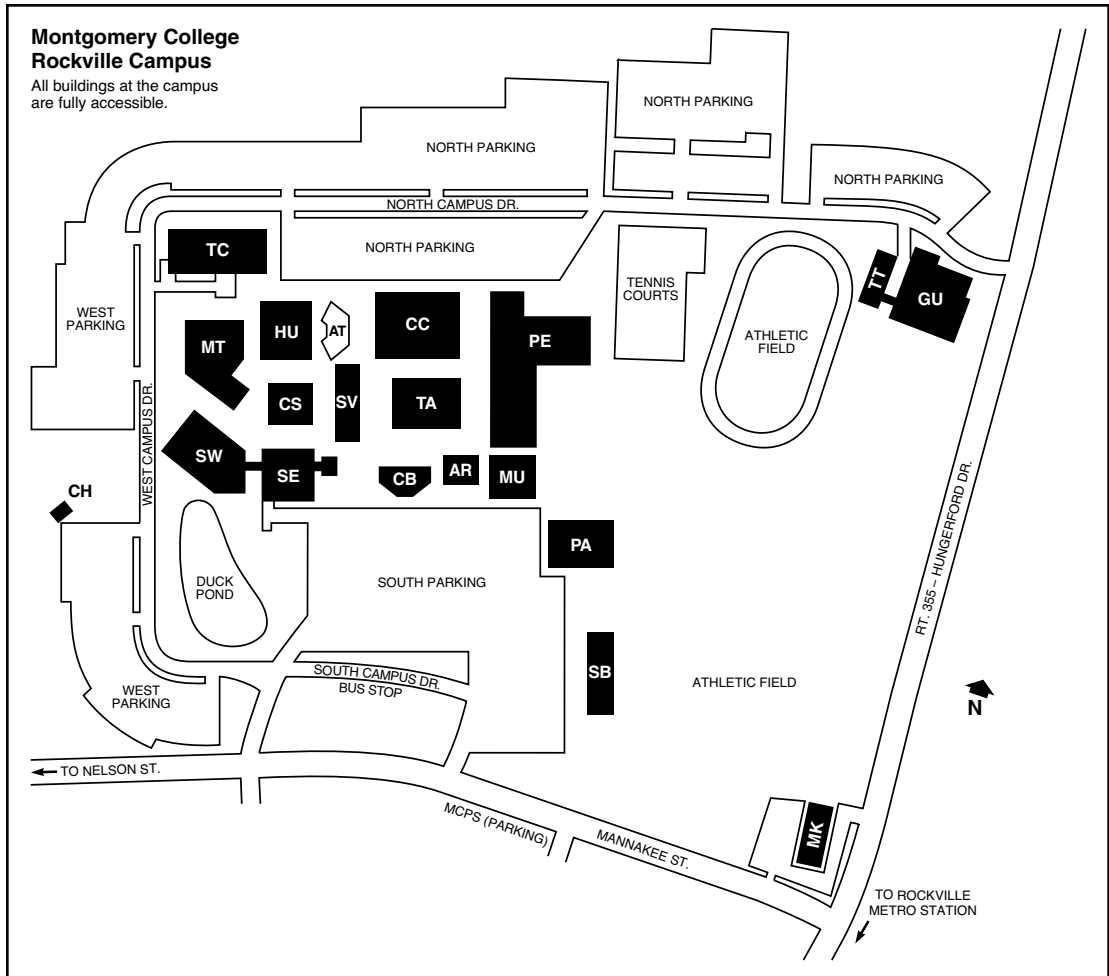 Montgomery College
Rockville Campus
All buildings at the campus
are fully accessible.
NORTH PARKING
NORTH PARKING
NORTH PARKING
NORTH CAMPUS DR.
NORTH PARKING
TC
TT
GU
TENNIS
COURTS
WEST
PARKING
HU
AT
CC
PE
MT
ATHLETIC
FIELD
CS
SV
TA
WEST CAMPUS DR.
SW
SE
CB
AR
MU
CH
PA
DUCK
POND
SOUTH PARKING
RT. 355 – HUNGERFORD DR.
SB
SOUTH CAMPUS DR.
BUS STOP
ATHLETIC FIELD
WEST
PARKING
N
TO NELSON ST.
MCPS (PARKING)
MANNAKEE ST.
MK
TO ROCKVILLE
METRO STATION